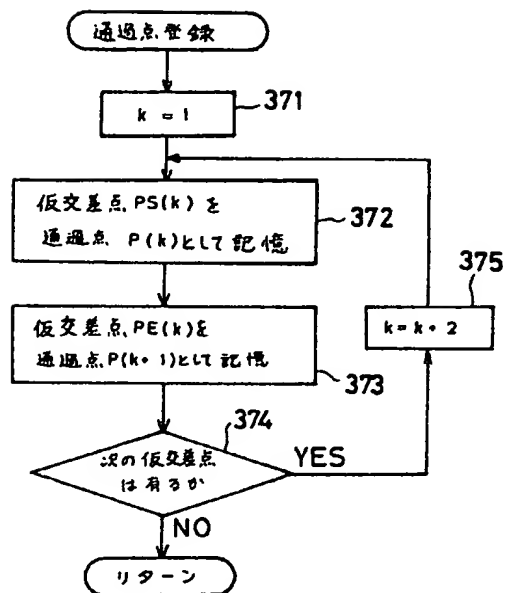 通過点登録
k = 1
371
仮交差点 PS(k) を
通過点 P(k)として記憶
372
仮交差点 PE(k)を
通過点P(k+1)として記憶
373
次の仮交差点
は有るか
374
YES
k=k+2
375
NO
リターン